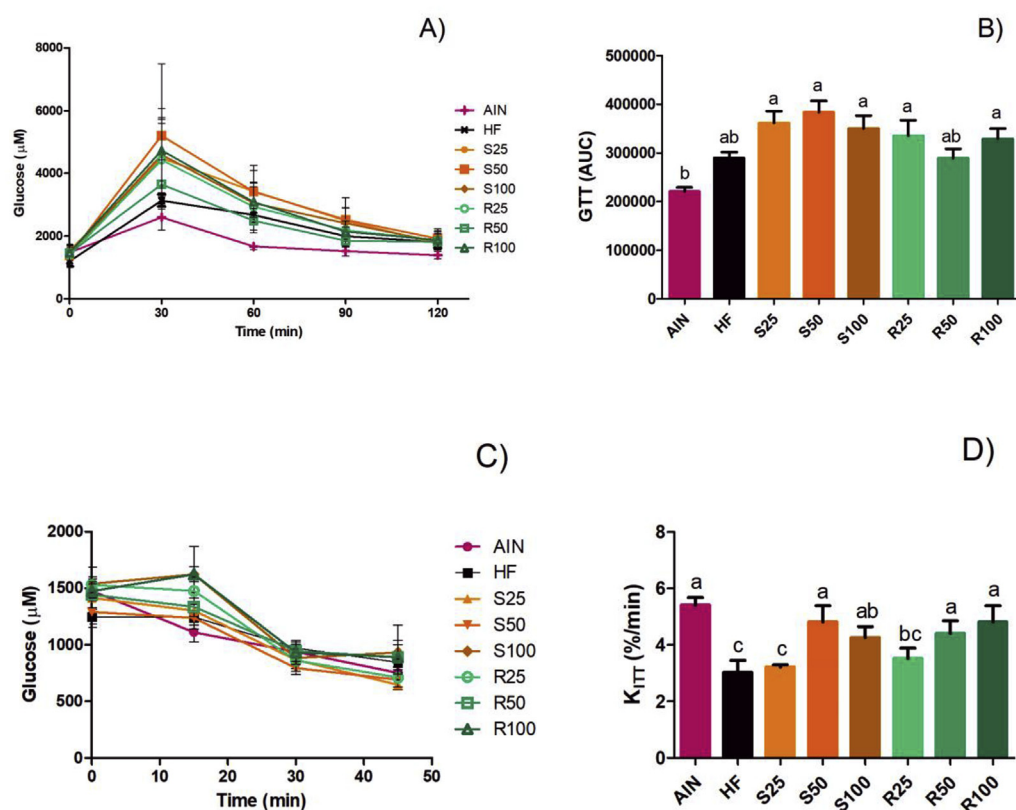 A)
8000
6000
4000
2000
0
Glucose (µM)
0 30 60 90 120
Time (min)
AIN
HF
S25
S50
S100
R25
R50
R100
B)
500000
400000
300000
200000
100000
0
GTT (AUC)
b ab a a a a ab a
AIN HF S25 S50 S100 R25 R50 R100
C)
2000
1500
1000
500
0
Glucose (µM)
0 10 20 30 40 50
Time (min)
AIN
HF
S25
S50
S100
R25
R50
R100
D)
8
6
4
2
0
KITT (%/min)
a c c a ab bc a a
AIN HF S25 S50 S100 R25 R50 R100